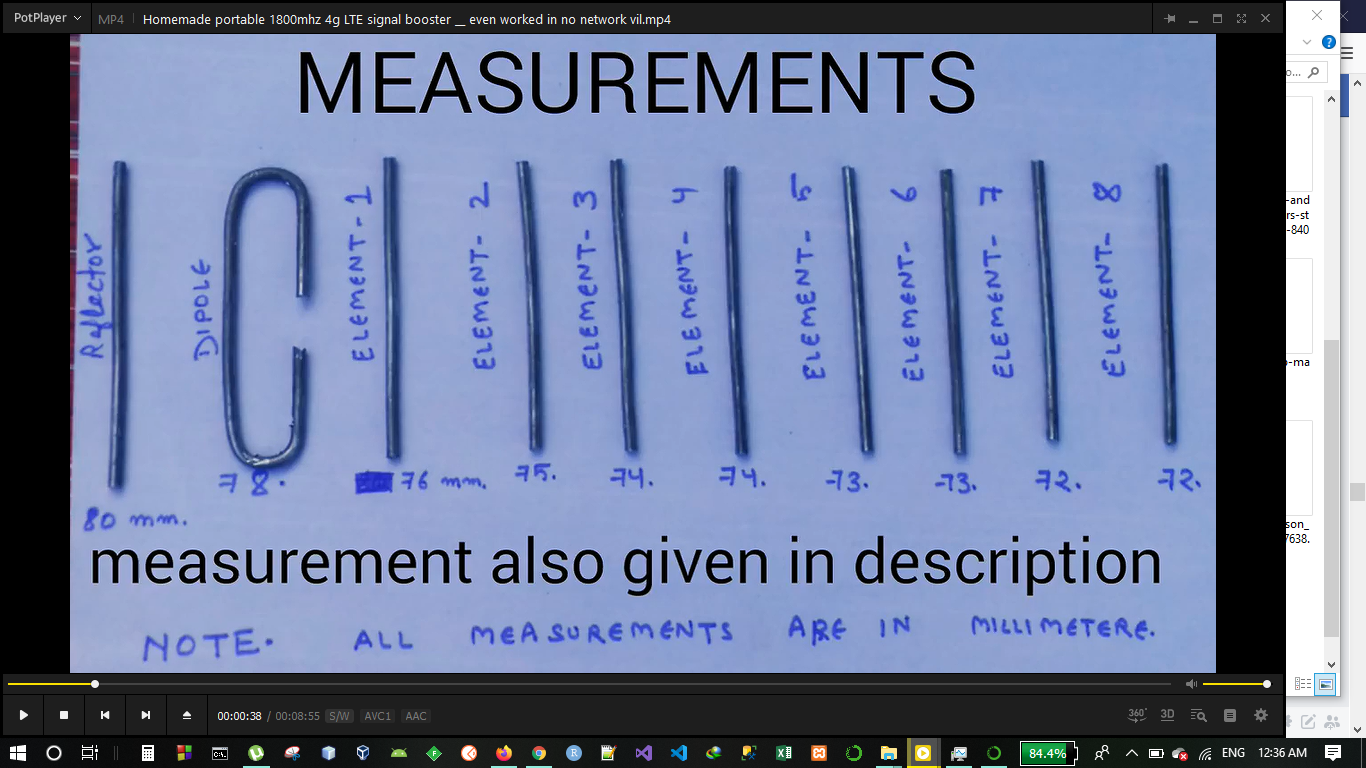 PotPlayer
MP4
Homemade portable 1800mhz 4g LTE signal booster __ even worked in no network vil.mp4
MEASUREMENTS
Reflector
DIPOLE
ELEMENT-1
ELEMENT-2
ELEMENT-3
ELEMENT-4
ELEMENT-5
ELEMENT-6
ELEMENT-7
ELEMENT-8
80 mm.
78.
76 mm.
75.
74.
74.
73.
73.
72.
72.
measurement also given in description
NOTE. ALL MEASUREMENTS ARE IN MILLIMETERE.
o...
-and
rs-st
-840
o-ma
son_
7638.
00:00:38 / 00:08:55 S/W AVC1 AAC
360°
3D
84.4%
ENG
12:36 AM